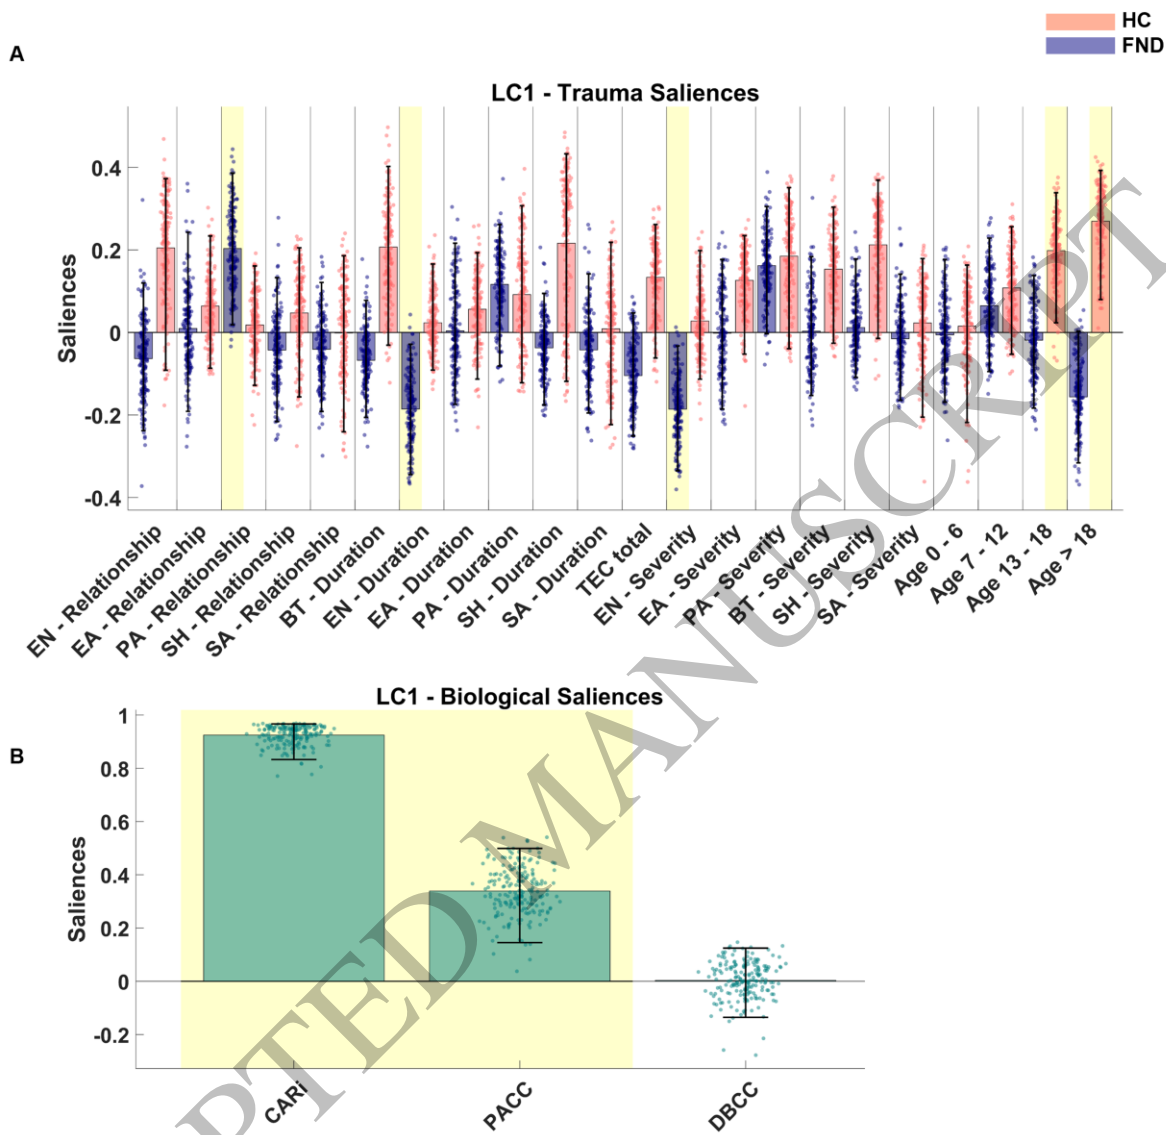 HC
FND
A
LC1 - Trauma Saliences
Saliences
0.4
0.2
0
-0.2
-0.4
EN - Relationship
EA - Relationship
PA - Relationship
SH - Relationship
SA - Relationship
BT - Duration
EN - Duration
EA - Duration
PA - Duration
SH - Duration
SA - Duration
TEC total
EN - Severity
EA - Severity
PA - Severity
BT - Severity
SH - Severity
SA - Severity
Age 0 - 6
Age 7 - 12
Age 13 - 18
Age > 18
B
LC1 - Biological Saliences
Saliences
1
0.8
0.6
0.4
0.2
0
-0.2
CARi
PACC
DBCC
PTED MANUSCRIPT